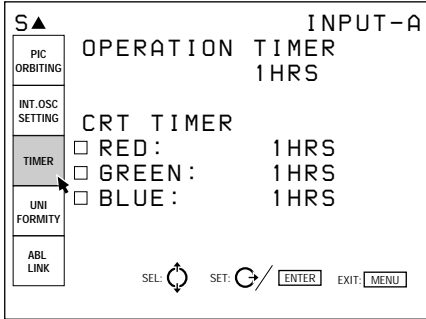 S▲ INPUT-A
PIC
ORBITING
OPERATION TIMER
1HRS
INT.OSC
SETTING
CRT TIMER
TIMER
□ RED: 1HRS
□ GREEN: 1HRS
□ BLUE: 1HRS
UNI
FORMITY
ABL
LINK
SEL: SET: / ENTER EXIT: MENU